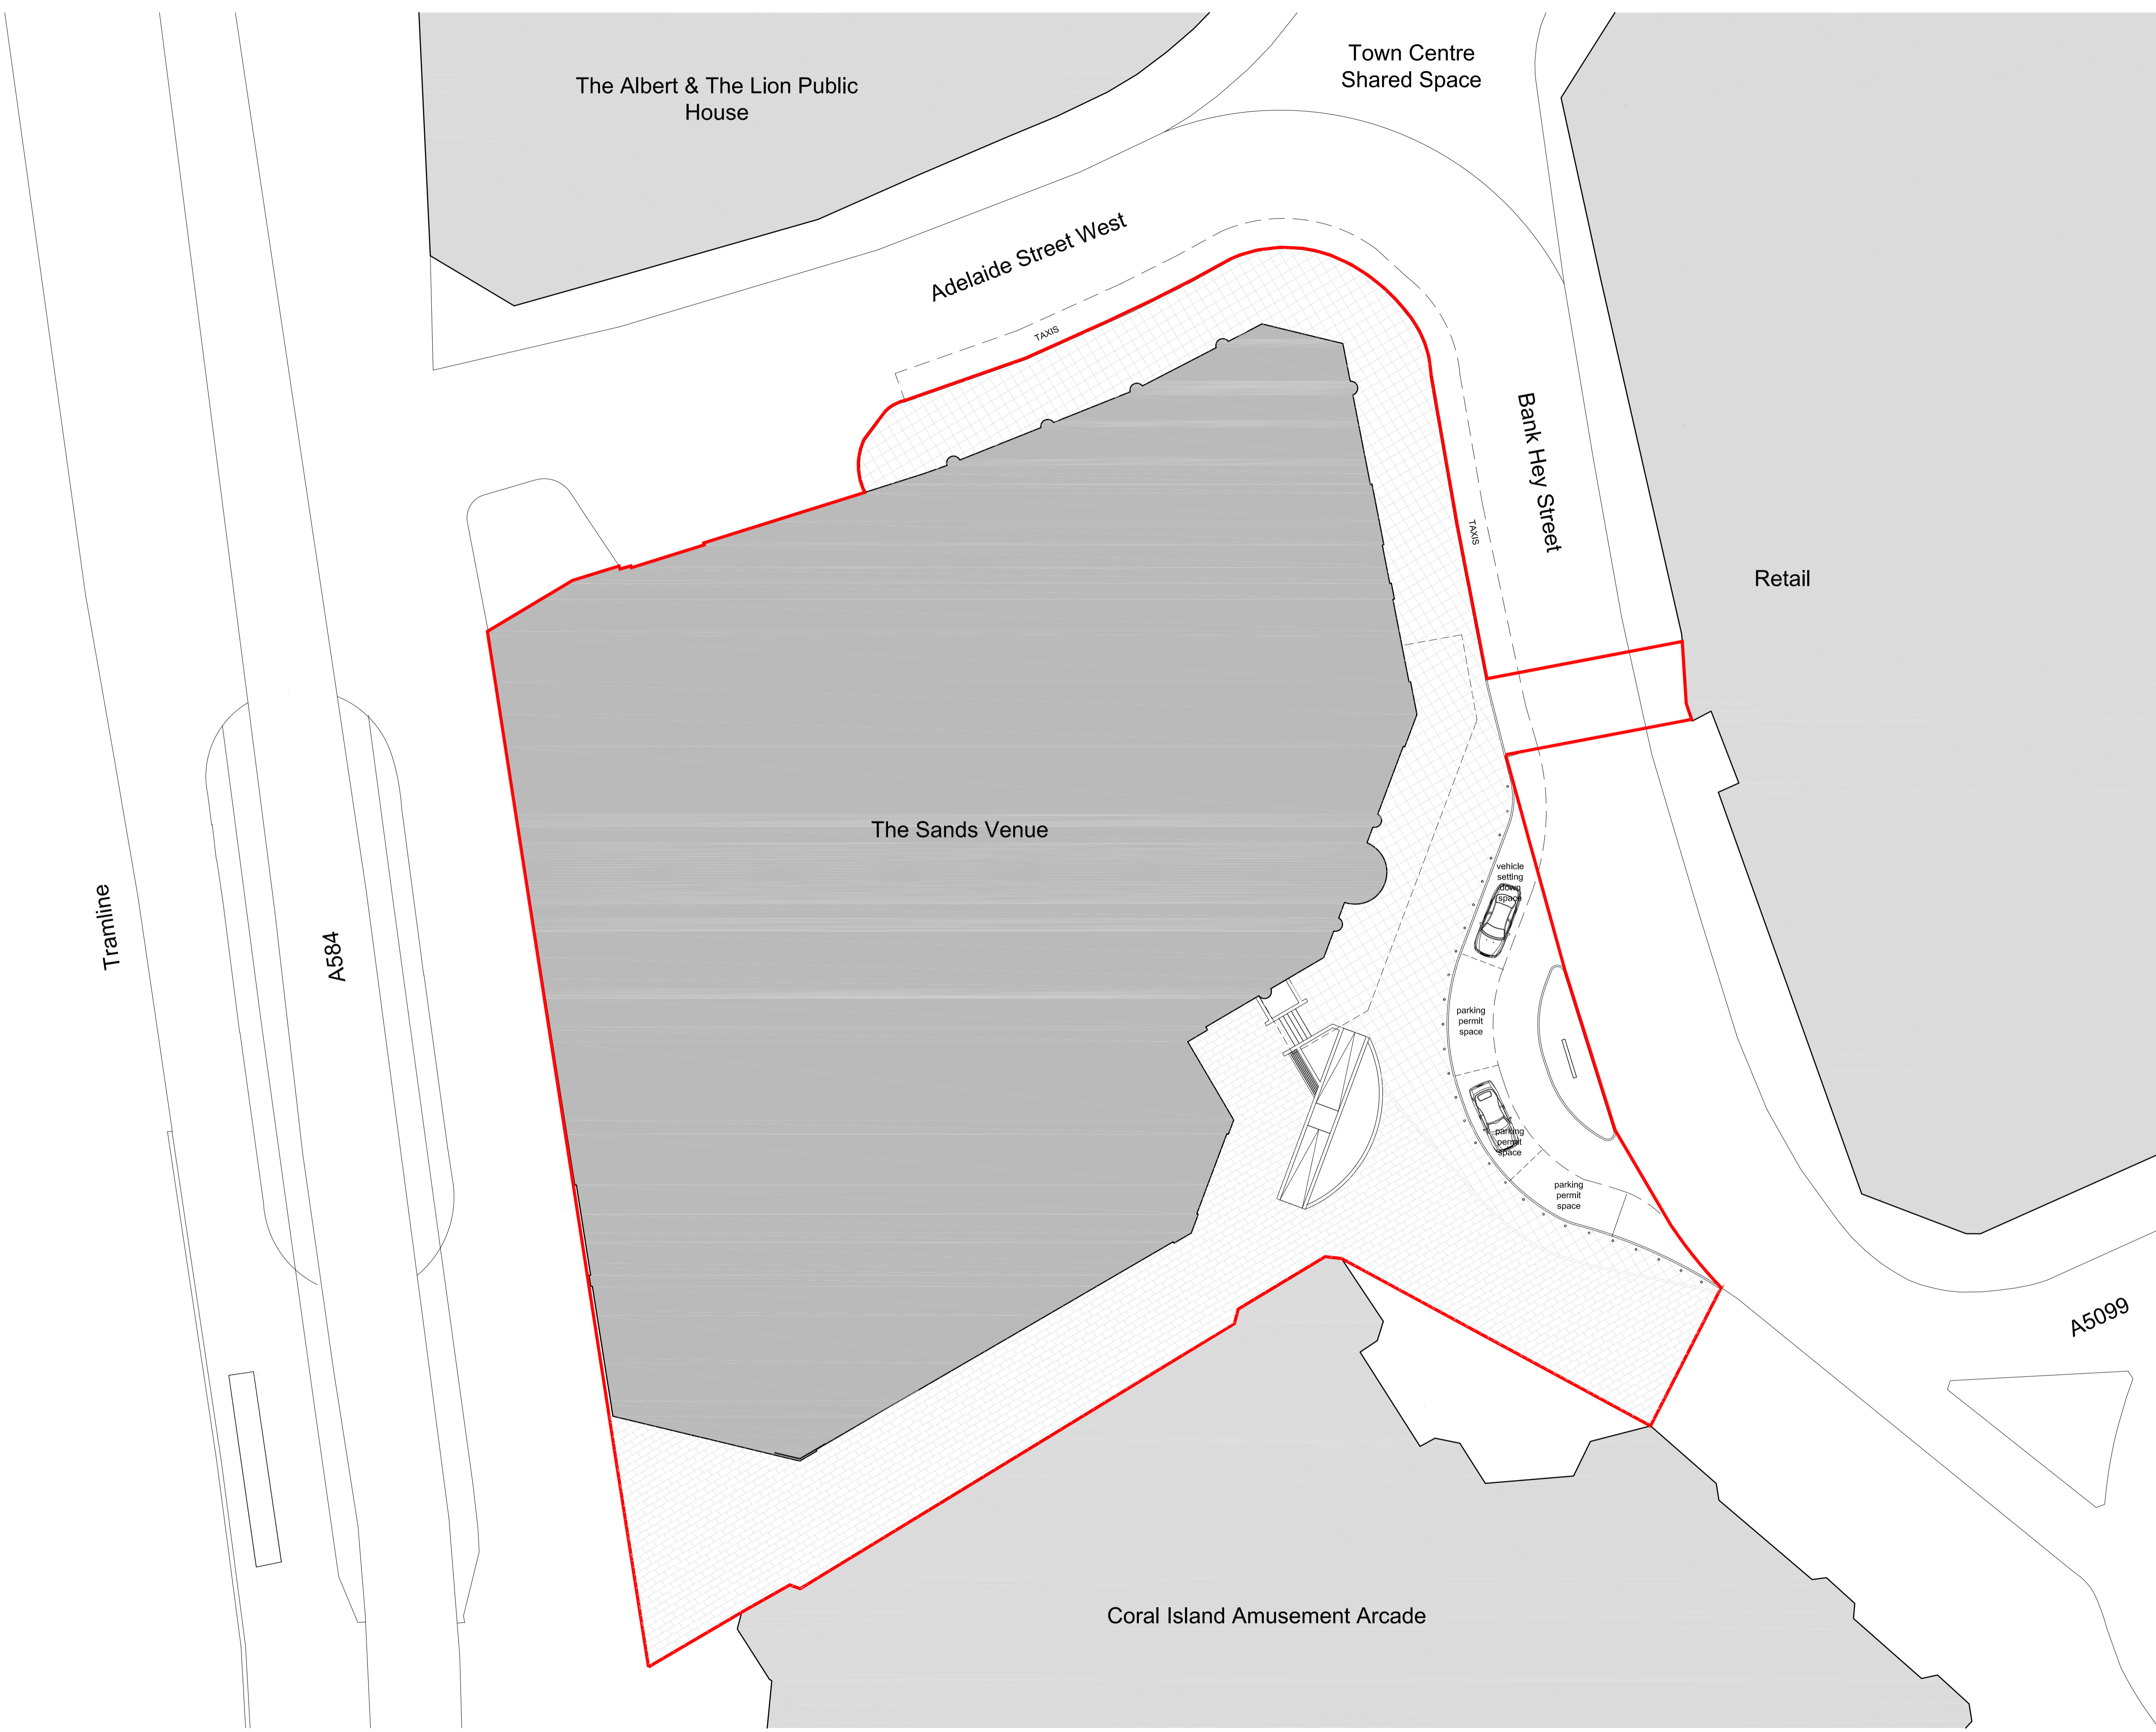 Town Centre
Shared Space
The Albert & The Lion Public
House
Adelaide Street West
TAXIS
Bank Hey Street
TAXIS
Retail
The Sands Venue
vehicle
setting
down
space
Tramline
A584
parking
permit
space
parking
permit
space
parking
permit
space
A5099
Coral Island Amusement Arcade